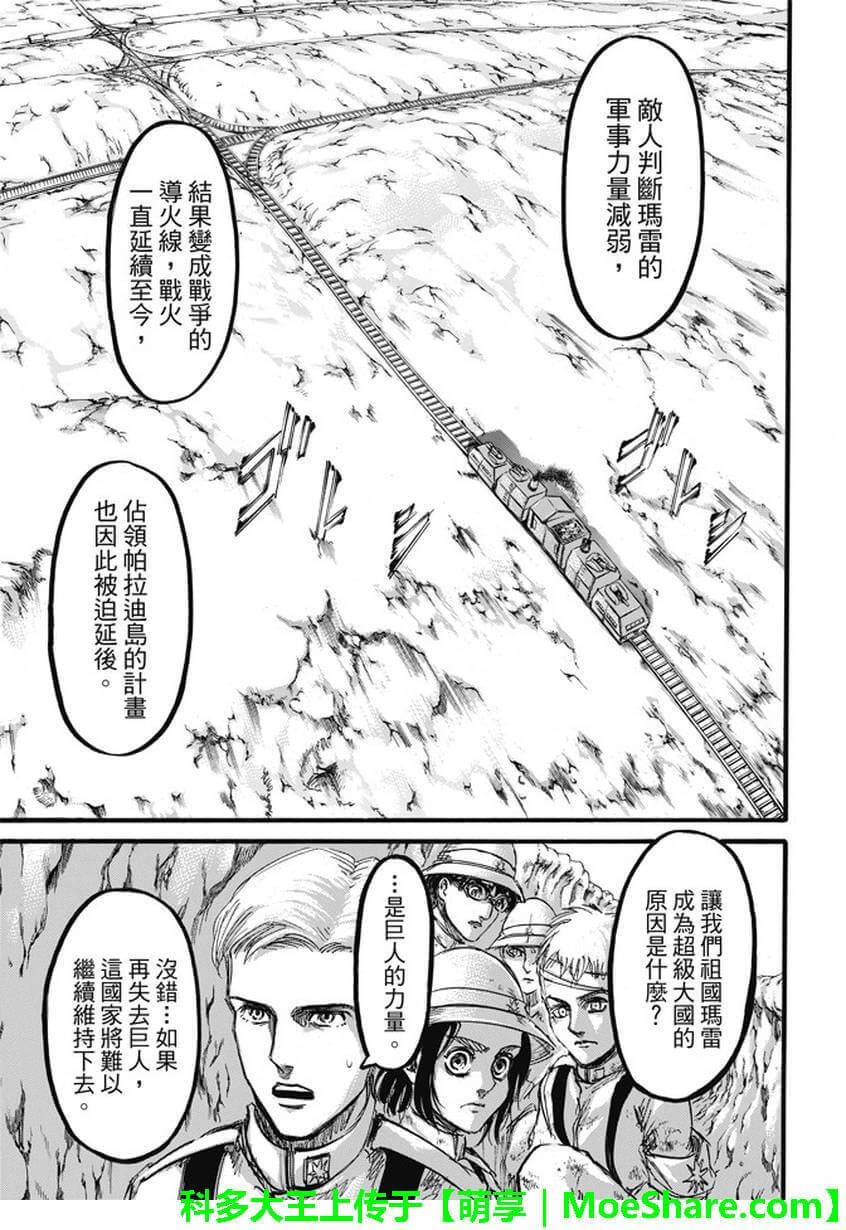 敵人判斷瑪雷的
軍事力量減弱，
結果變成戰爭的
導火線，戰火
一直延續至今，
佔領帕拉迪島的計畫
也因此被迫延後。
ガタン
ゴトン
讓我們祖國瑪雷
成為超級大國的
原因是什麼？
…是巨人的力量。
沒錯…如果
再失去巨人，
這國家將難以
繼續維持下去。
MoeShare.com
科多大王上传于【萌享｜MoeShare.com】